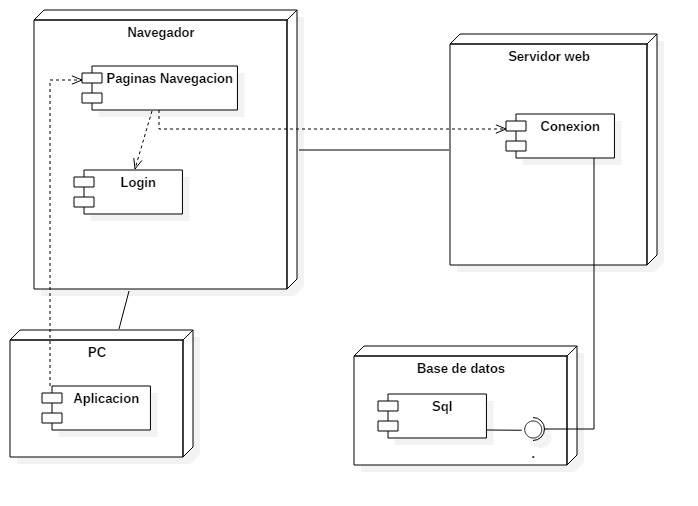 Navegador
Paginas Navegacion
Login
Servidor web
Conexion
PC
Aplicacion
Base de datos
Sql
.